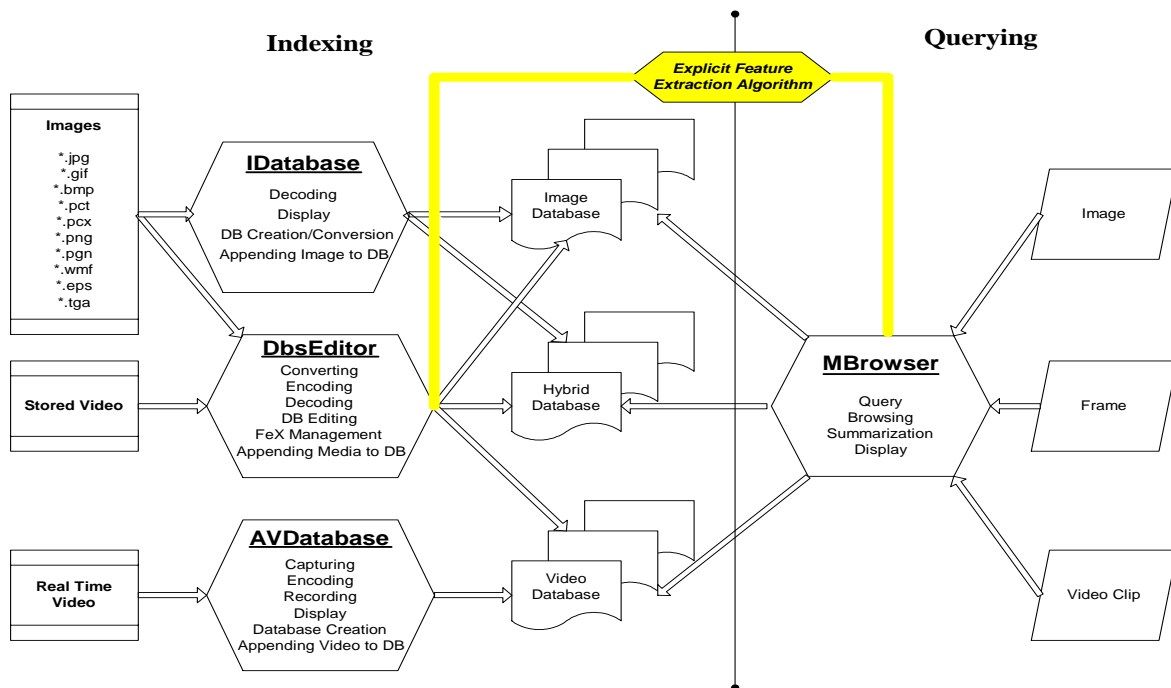 Indexing
Querying
Explicit Feature
Extraction Algorithm
Images
*.jpg
*.gif
*.bmp
*.pct
*.pcx
*.png
*.pgn
*.wmf
*.eps
*.tga
IDatabase
Decoding
Display
DB Creation/Conversion
Appending Image to DB
Image
Database
Image
Stored Video
DbsEditor
Converting
Encoding
Decoding
DB Editing
FeX Management
Appending Media to DB
Hybrid
Database
MBrowser
Query
Browsing
Summarization
Display
Frame
Real Time
Video
AVDatabase
Capturing
Encoding
Recording
Display
Database Creation
Appending Video to DB
Video
Database
Video Clip